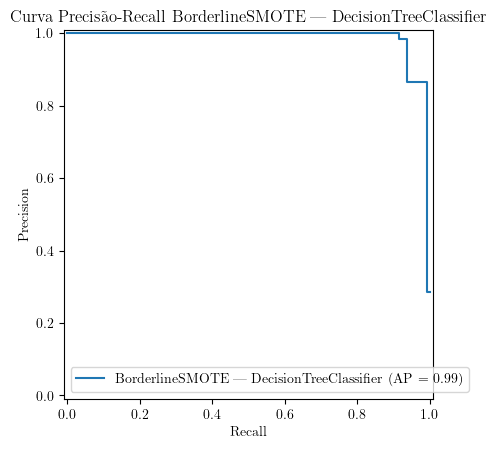 Curva Precisão-Recall BorderlineSMOTE — DecisionTreeClassifier
1.0
0.8
0.6
0.4
0.2
0.0
Precision
BorderlineSMOTE — DecisionTreeClassifier (AP = 0.99)
0.0 0.2 0.4 0.6 0.8 1.0
Recall